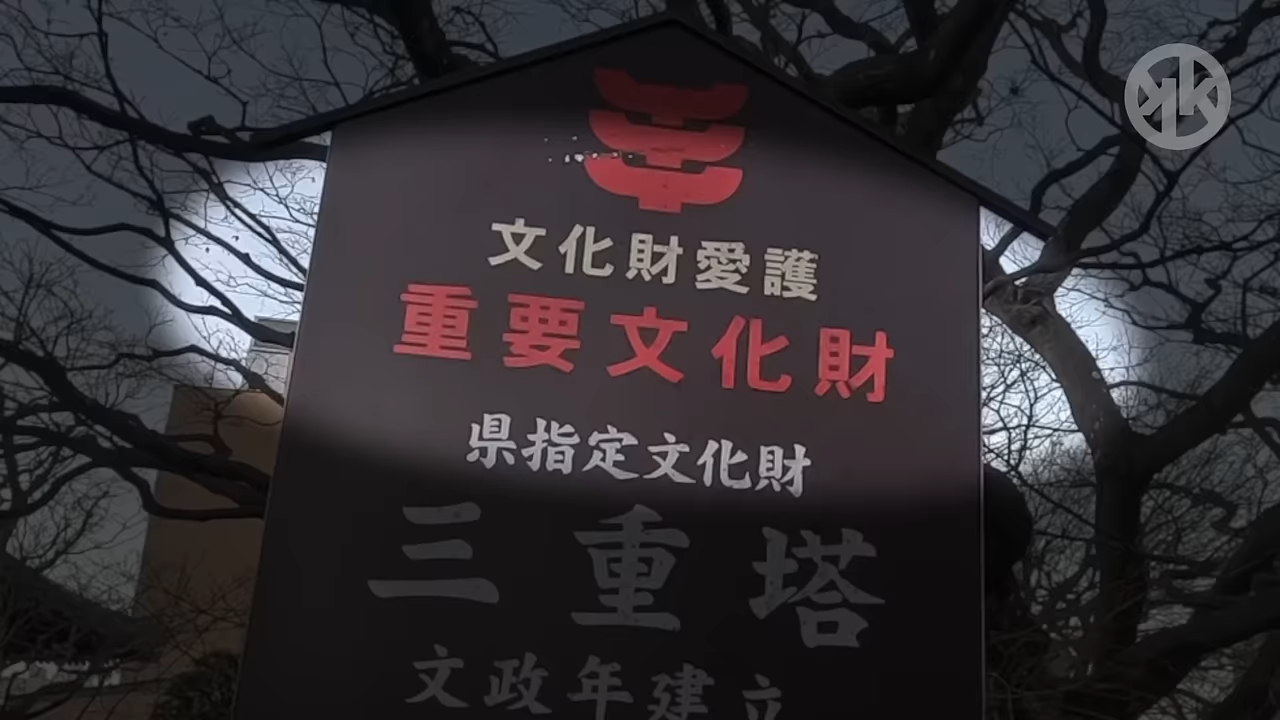 文化財愛護
重要文化財
県指定文化財
三重塔
文政年建立